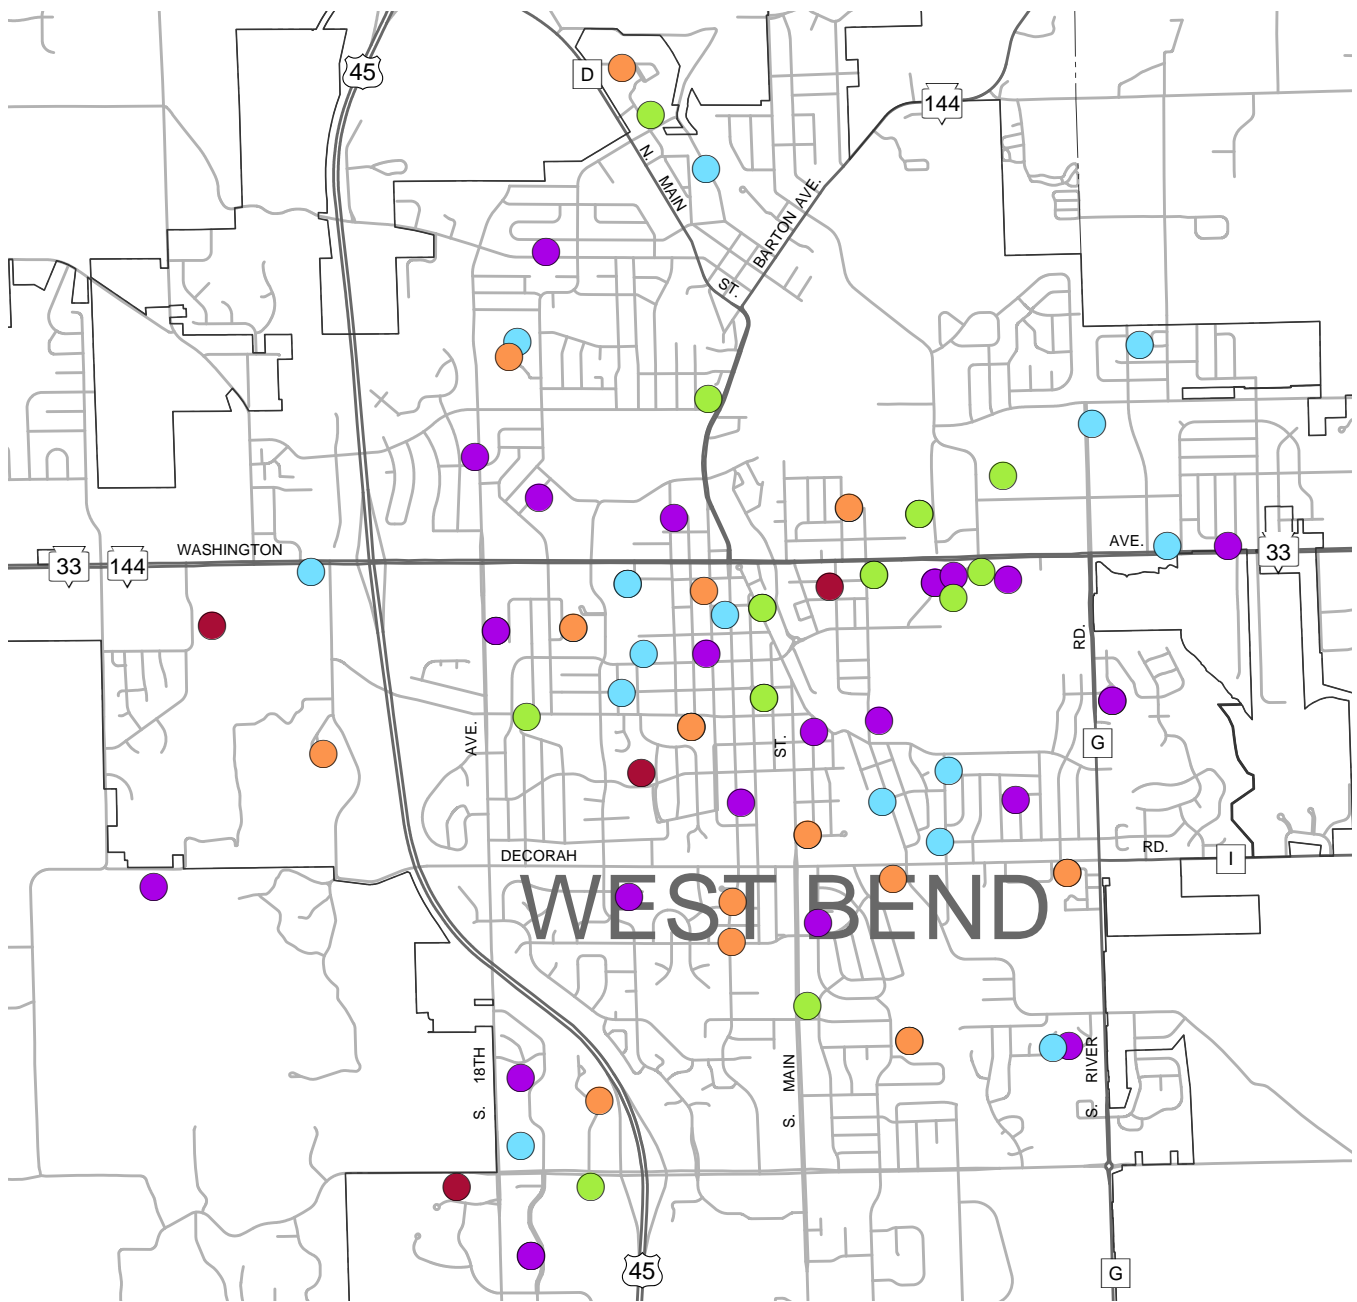 45
D
144
N. MAIN
BARTON AVE.
ST.
WASHINGTON
AVE.
33
144
33
RD.
AVE.
ST.
G
DECORAH
RD.
I
WEST BEND
S. 18TH
S. MAIN
S. RIVER
45
G